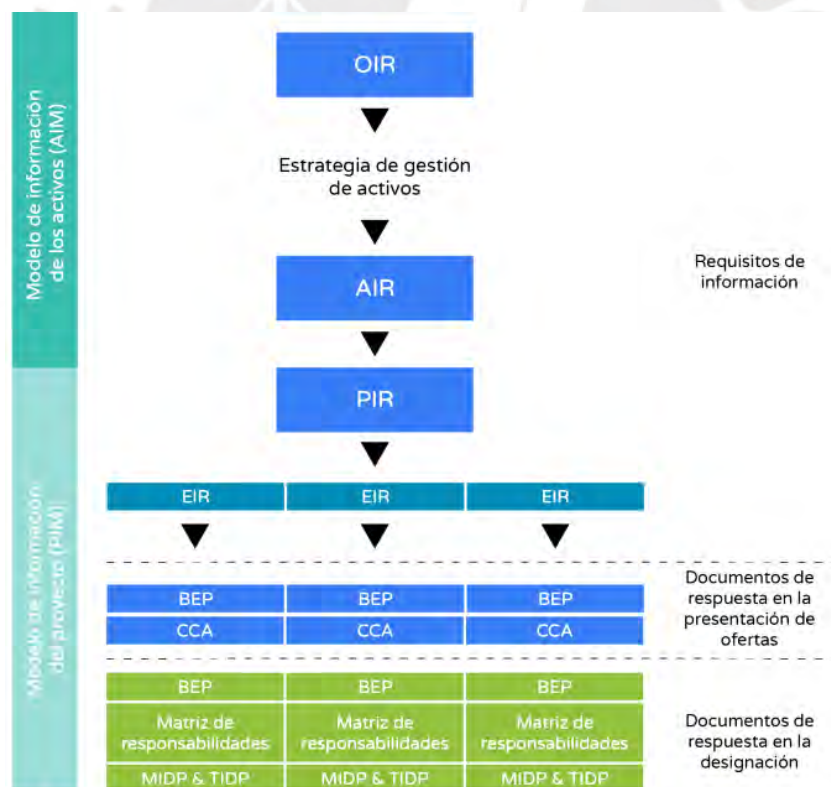 Modelo de información
de los activos (AIM)
OIR
Estrategia de gestión
de activos
AIR
Requisitos de
información
PIR
Modelo de información
del proyecto (PIM)
EIR EIR EIR
BEP BEP BEP
CCA CCA CCA
Documentos de
respuesta en la
presentación de
ofertas
BEP BEP BEP
Matriz de Matriz de Matriz de
responsabilidades responsabilidades responsabilidades
MIDP & TIDP MIDP & TIDP MIDP & TIDP
Documentos de
respuesta en la
designación